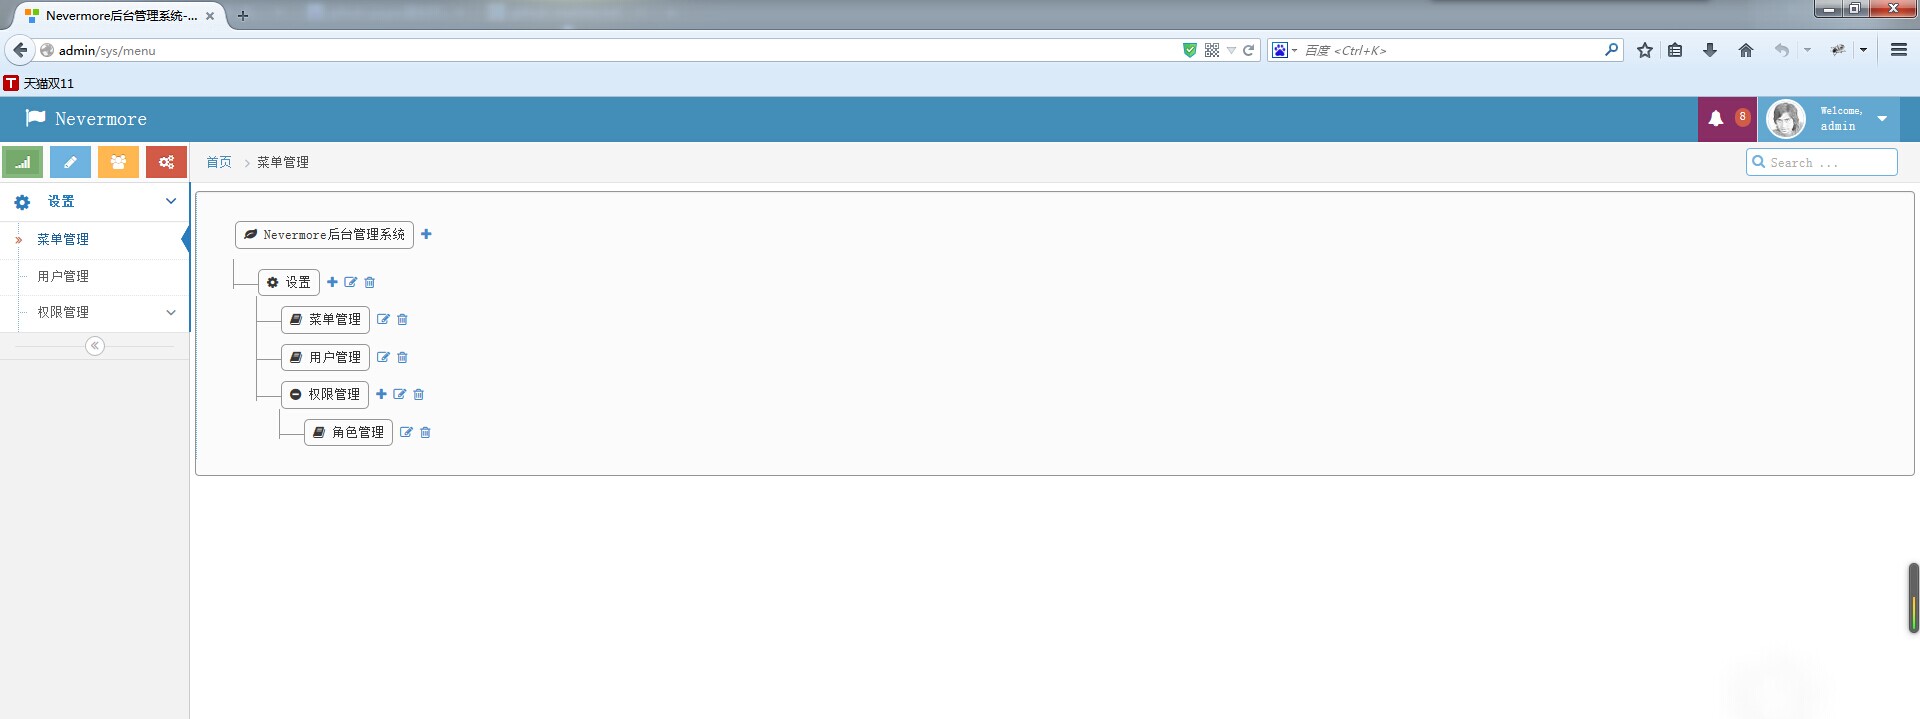 Nevermore后台管理系统-...
admin/sys/menu
百度 <Ctrl+K>
T 天猫双11
Nevermore
8
Welcome,
admin
首页 > 菜单管理
Search ...
设置
菜单管理
用户管理
权限管理
Nevermore后台管理系统
设置
菜单管理
用户管理
权限管理
角色管理